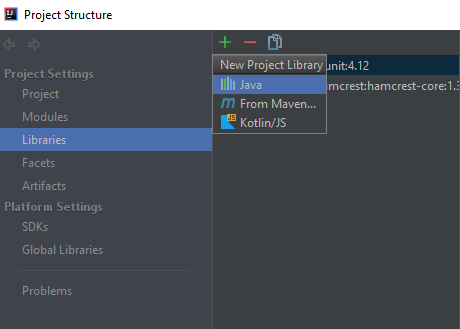 Project Structure
Project Settings
Project
Modules
Libraries
Facets
Artifacts
Platform Settings
SDKs
Global Libraries
Problems
New Project Library
Java
From Maven...
Kotlin/JS
unit:4.12
mcrest:hamcrest-core:1.3